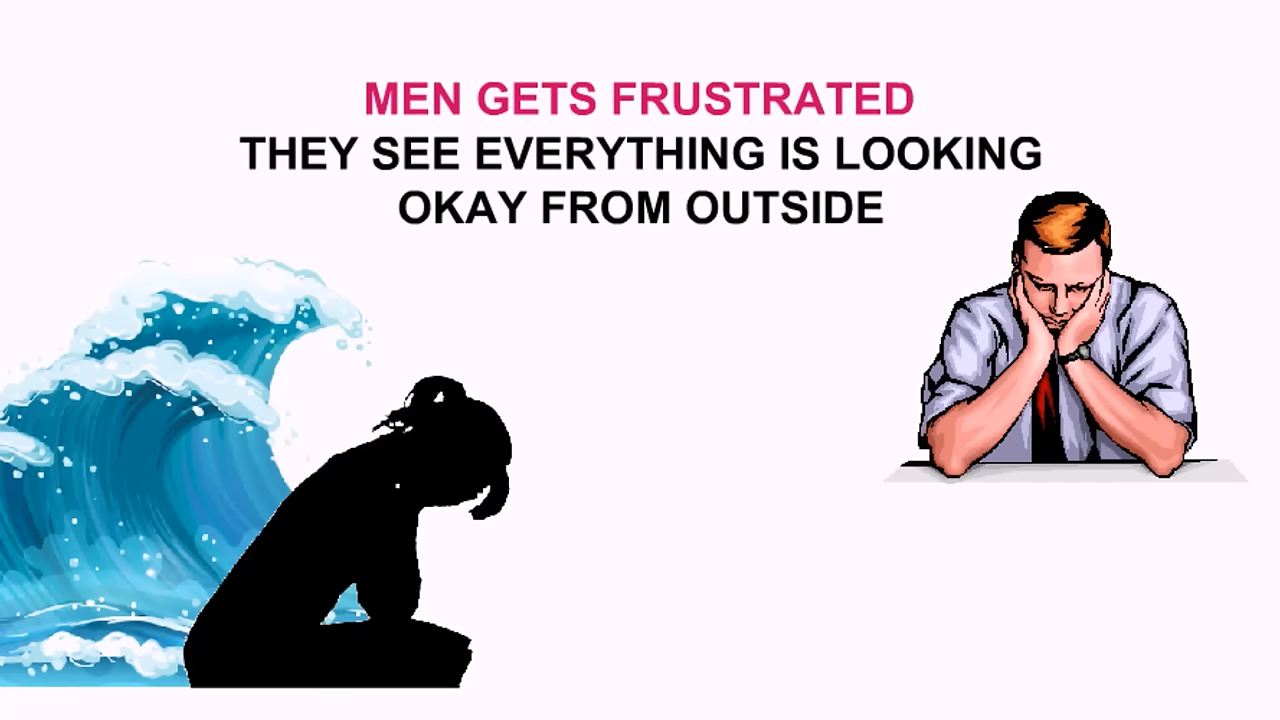 MEN GETS FRUSTRATED
THEY SEE EVERYTHING IS LOOKING
OKAY FROM OUTSIDE